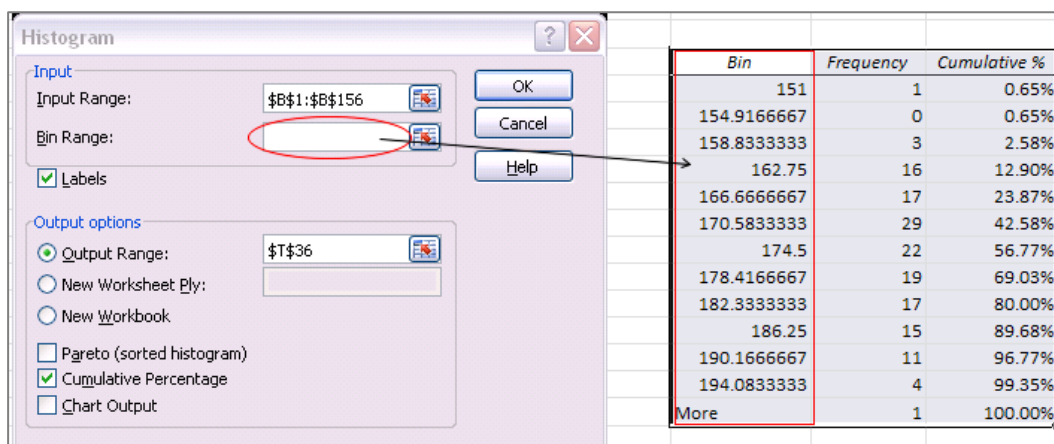 Histogram
Input
Input Range:
$B$1:$B$156
Bin Range:
Labels
Output options
Output Range:
$T$36
New Worksheet Ply:
New Workbook
Pareto (sorted histogram)
Cumulative Percentage
Chart Output
OK
Cancel
Help
Bin Frequency Cumulative %
151 1 0.65%
154.9166667 0 0.65%
158.8333333 3 2.58%
162.75 16 12.90%
166.6666667 17 23.87%
170.5833333 29 42.58%
174.5 22 56.77%
178.4166667 19 69.03%
182.3333333 17 80.00%
186.25 15 89.68%
190.1666667 11 96.77%
194.0833333 4 99.35%
More 1 100.00%